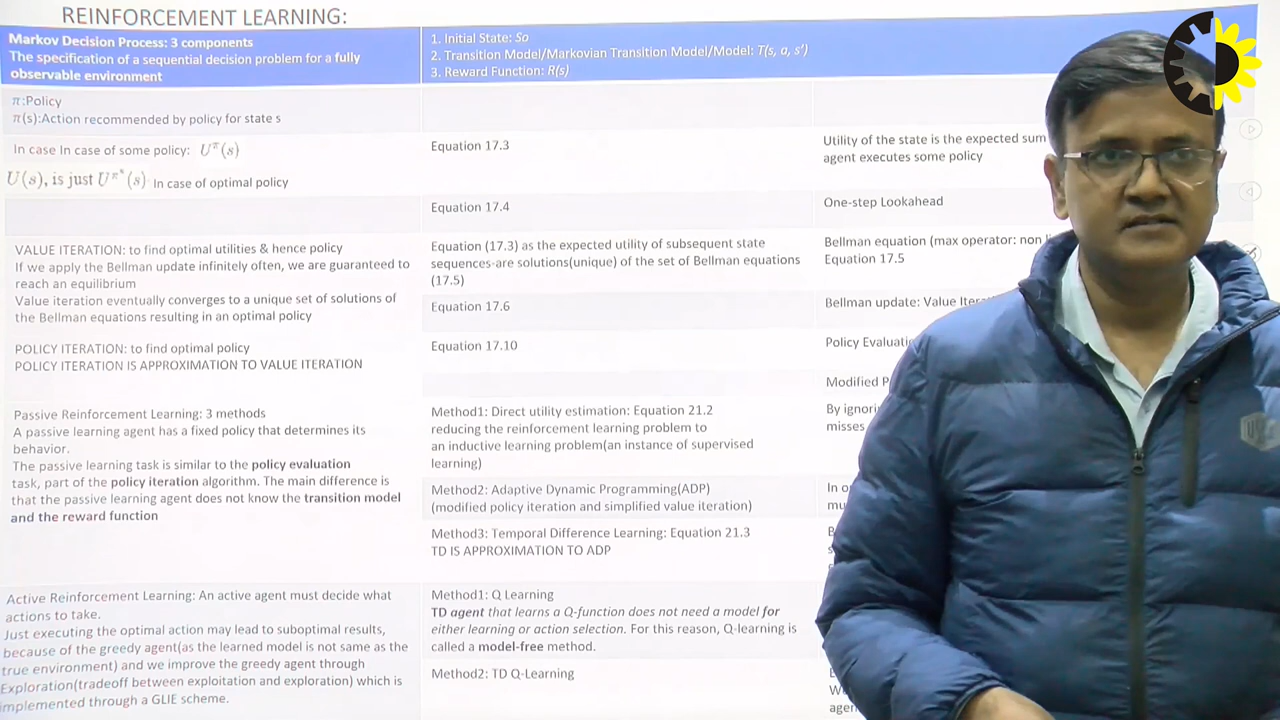 REINFORCEMENT LEARNING:
Markov Decision Process: 3 components
The specification of a sequential decision problem for a fully
observable environment
1. Initial State: So
2. Transition Model/Markovian Transition Model/Model: T(s, a, s')
3. Reward Function: R(s)
π:Policy
π(s):Action recommended by policy for state s
In case In case of some policy: U^π(s)
Equation 17.3
Utility of the state is the expected sum
agent executes some policy
U(s), is just U^π*(s) In case of optimal policy
Equation 17.4
One-step Lookahead
VALUE ITERATION: to find optimal utilities & hence policy
If we apply the Bellman update infinitely often, we are guaranteed to
reach an equilibrium
Value iteration eventually converges to a unique set of solutions of
the Bellman equations resulting in an optimal policy
Equation (17.3) as the expected utility of subsequent state
sequences-are solutions(unique) of the set of Bellman equations
(17.5)
Bellman equation (max operator: non
Equation 17.5
Equation 17.6
Bellman update: Value
POLICY ITERATION: to find optimal policy
POLICY ITERATION IS APPROXIMATION TO VALUE ITERATION
Equation 17.10
Policy
Modified
Passive Reinforcement Learning: 3 methods
A passive learning agent has a fixed policy that determines its
behavior.
The passive learning task is similar to the policy evaluation
task, part of the policy iteration algorithm. The main difference is
that the passive learning agent does not know the transition model
and the reward function
Method1: Direct utility estimation: Equation 21.2
reducing the reinforcement learning problem to
an inductive learning problem(an instance of supervised
learning)
By
misses
Method2: Adaptive Dynamic Programming(ADP)
(modified policy iteration and simplified value iteration)
Method3: Temporal Difference Learning: Equation 21.3
TD IS APPROXIMATION TO ADP
Active Reinforcement Learning: An active agent must decide what
actions to take.
Just executing the optimal action may lead to suboptimal results,
because of the greedy agent(as the learned model is not same as the
true environment) and we improve the greedy agent through
Exploration(tradeoff between exploitation and exploration) which is
implemented through a GLIE scheme.
Method1: Q Learning
TD agent that learns a Q-function does not need a model for
either learning or action selection. For this reason, Q-learning is
called a model-free method.
Method2: TD Q-Learning